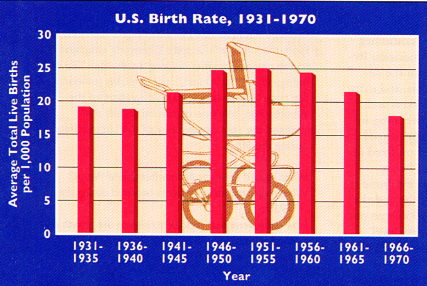 U.S. Birth Rate, 1931-1970
Average Total Live Births
per 1,000 Population
30
25
20
15
10
5
0
1931- 1936- 1941- 1946- 1951- 1956- 1961- 1966-
1935 1940 1945 1950 1955 1960 1965 1970
Year